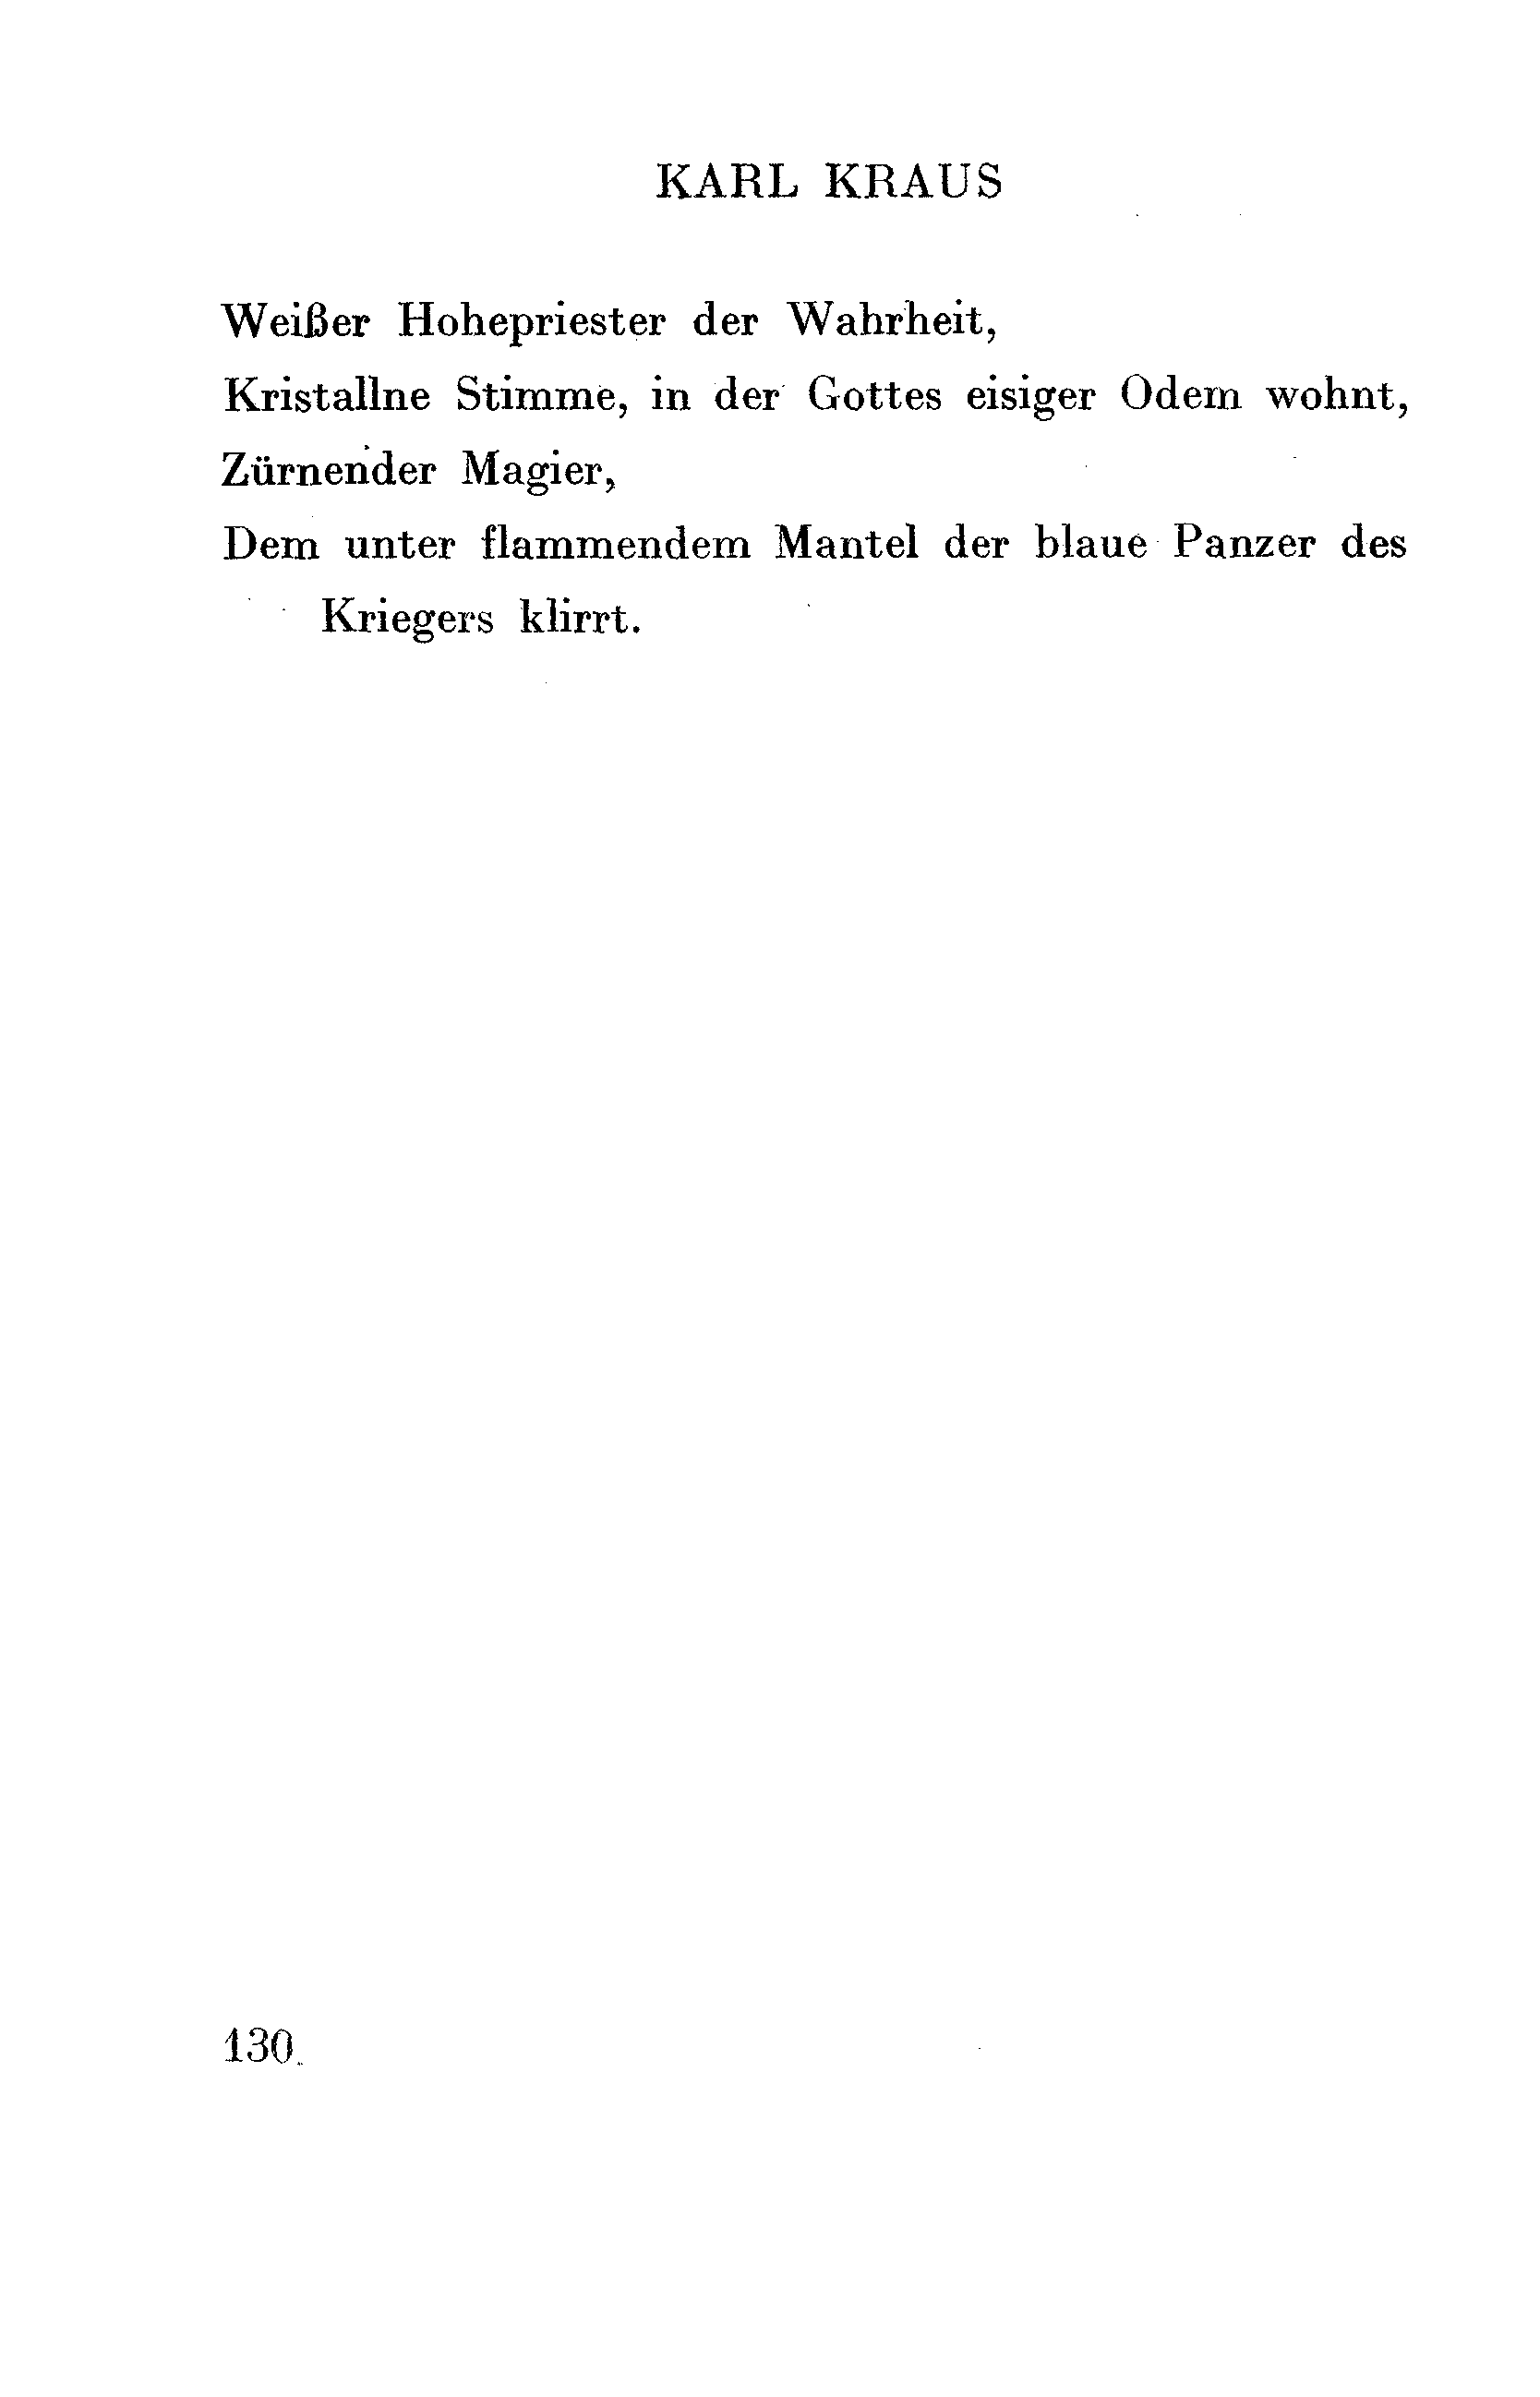 KARL KRAUS
Weißer Hohepriester der Wahrheit,
Kristallne Stimme, in der Gottes eisiger Odem wohnt,
Zürnender Magier,
Dem unter flammendem Mantel der blaue Panzer des
Kriegers klirrt.
130